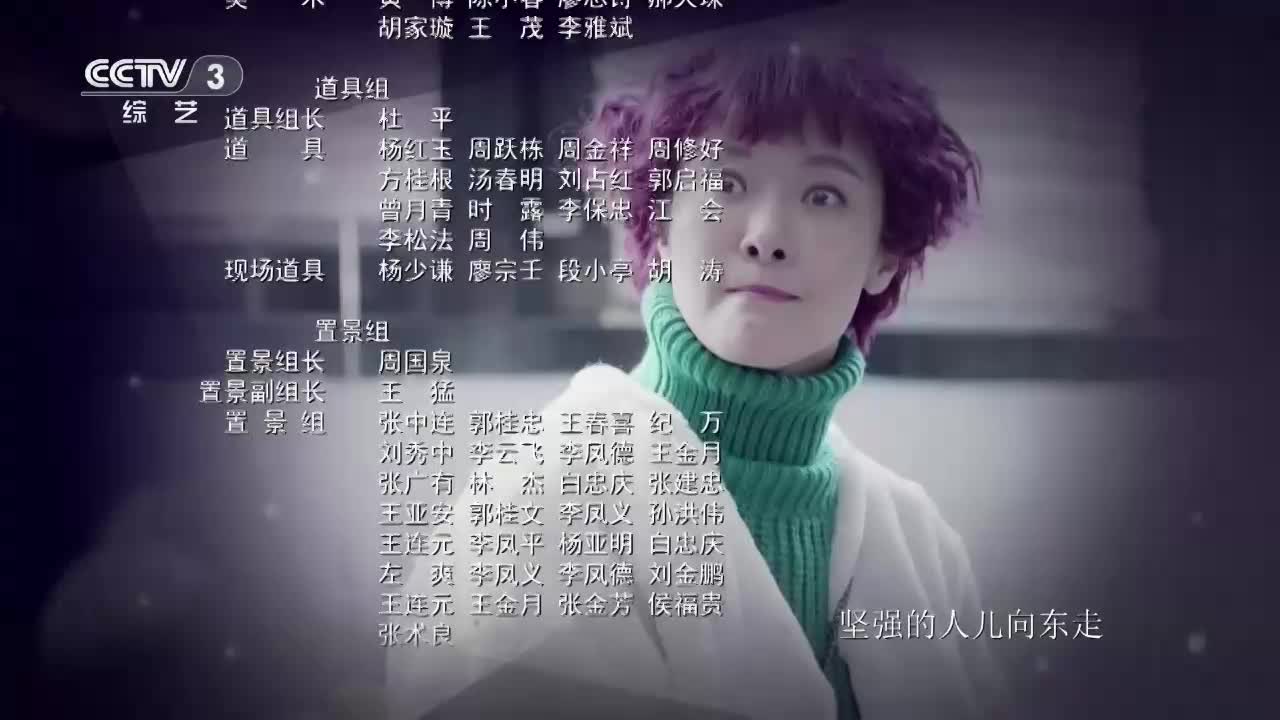 胡家璇 王 茂 李雅斌
CCTV 3
综艺
道具组
道具组长 杜 平
道 具 杨红玉 周跃栋 周金祥 周修好
方桂根 汤春明 刘占红 郭启福
曾月青 时 露 李保忠 江 会
李松法 周 伟
现场道具 杨少谦 廖宗壬 段小亭 胡 涛
置景组
置景组长 周国泉
置景副组长 王 猛
置景组 张中连 郭桂忠 王春喜 纪 万
刘秀中 李云飞 李凤德 王金月
张广有 林 杰 白忠庆 张建忠
王亚安 郭桂文 李凤义 孙洪伟
王连元 李凤平 杨亚明 白忠庆
左 爽 李凤义 李凤德 刘金鹏
王连元 王金月 张金芳 侯福贵
张术良
坚强的人儿向东走